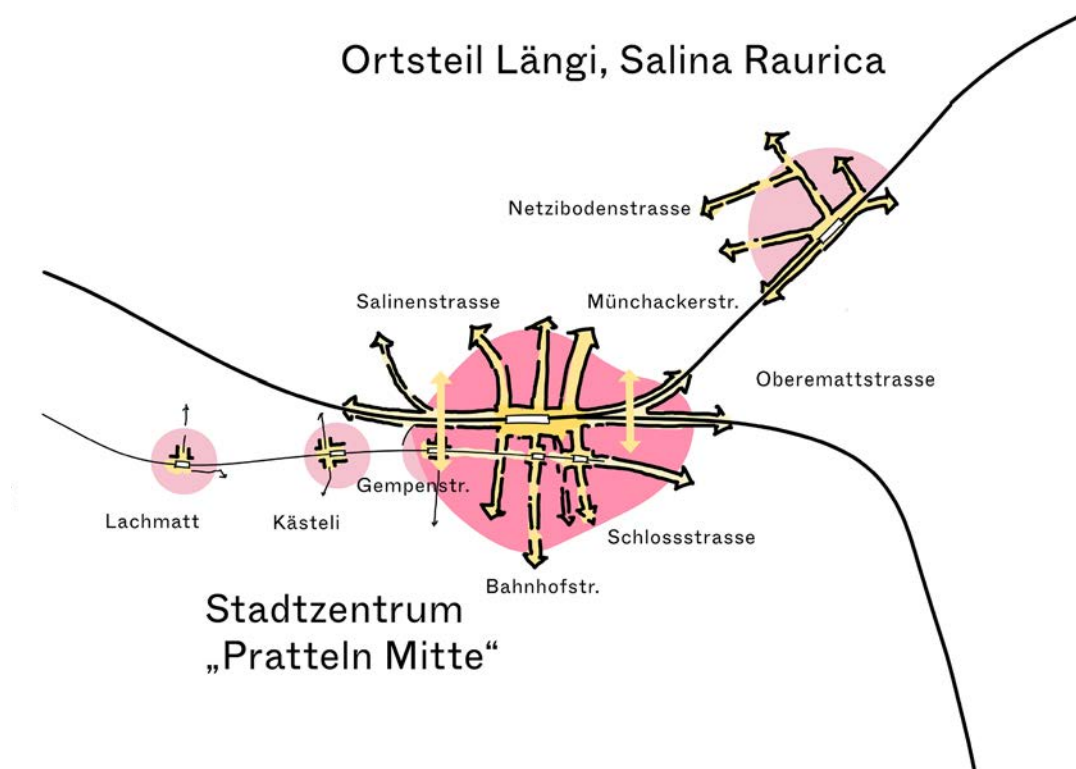 Ortsteil Längi, Salina Raurica
Netzibodenstrasse
Salinenstrasse
Münchackerstr.
Oberemattstrasse
Gempenstr.
Lachmatt
Kästeli
Schlossstrasse
Bahnhofstr.
Stadtzentrum
„Pratteln Mitte“